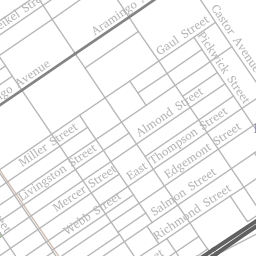 Aramingo
Gaul Street
Castor Avenue
Pickwick Street
Avenue
Almond Street
Miller Street
East Thompson Street
Livingston Street
Edgemont Street
Mercer Street
Salmon Street
Webb Street
Richmond Street